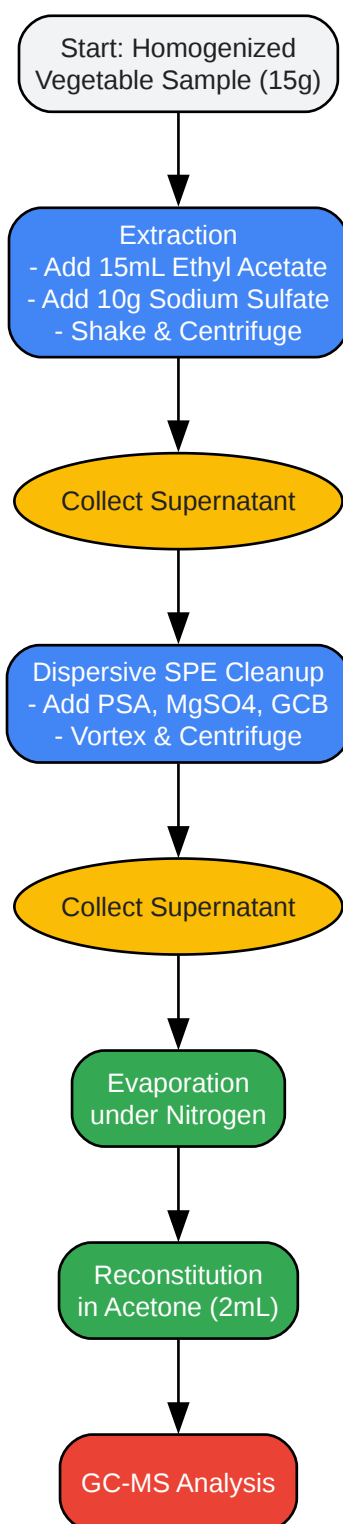 Start: Homogenized
Vegetable Sample (15g)
Extraction
- Add 15mL Ethyl Acetate
- Add 10g Sodium Sulfate
- Shake & Centrifuge
Collect Supernatant
Dispersive SPE Cleanup
- Add PSA, MgSO4, GCB
- Vortex & Centrifuge
Collect Supernatant
Evaporation
under Nitrogen
Reconstitution
in Acetone (2mL)
GC-MS Analysis